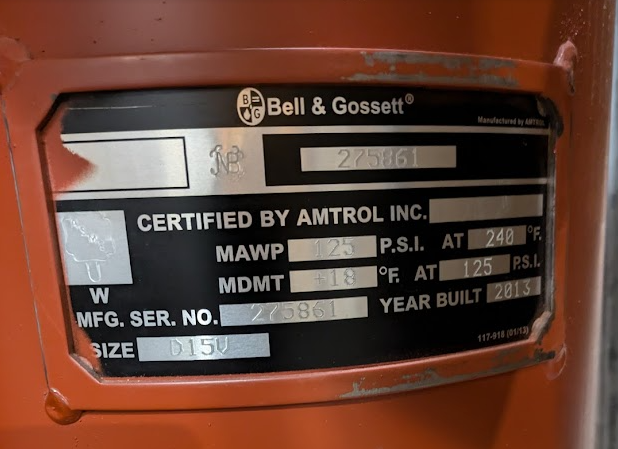 B G Bell & Gossett®
Manufactured by AMTROL
NB 275861
CERTIFIED BY AMTROL INC.
MAWP 125 P.S.I. AT 240 °F.
MDMT +18 °F. AT 125 P.S.I.
U
W
MFG. SER. NO. 275861 YEAR BUILT 2013
SIZE D15V
117-918 (01/13)